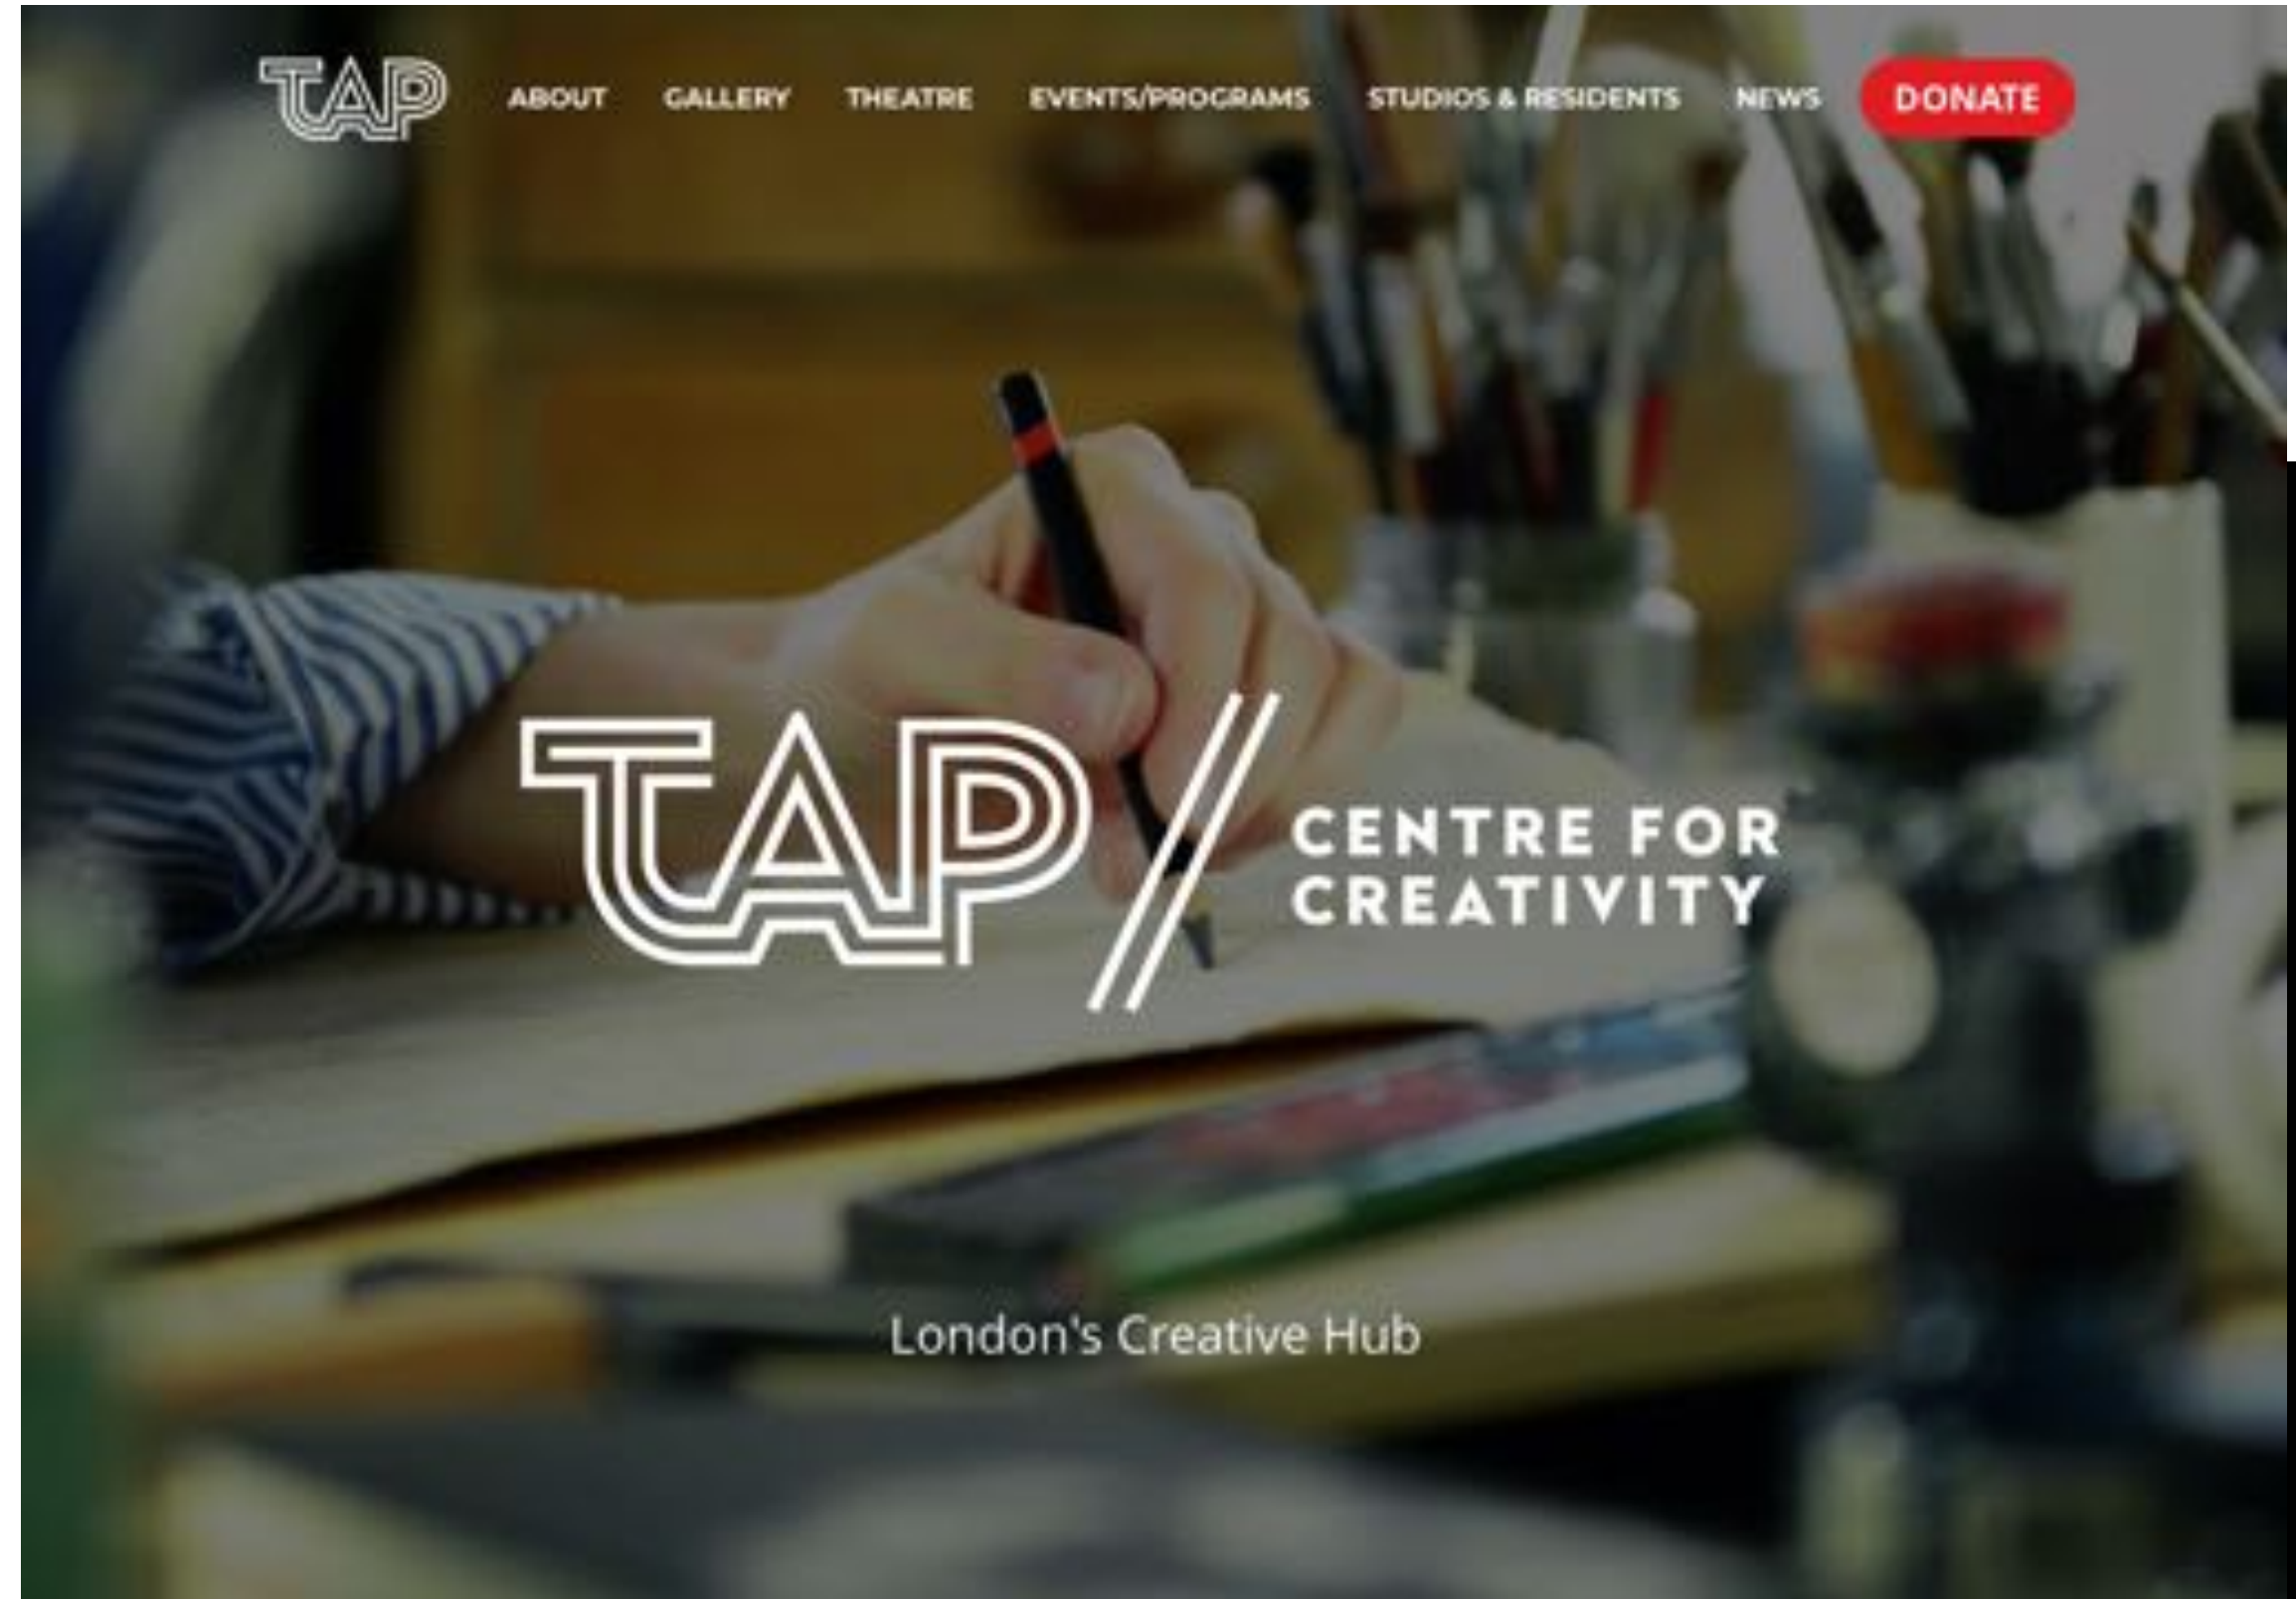 TAP ABOUT GALLERY THEATRE EVENTS/PROGRAMS STUDIOS & RESIDENTS NEWS DONATE
TAP // CENTRE FOR
CREATIVITY
London's Creative Hub